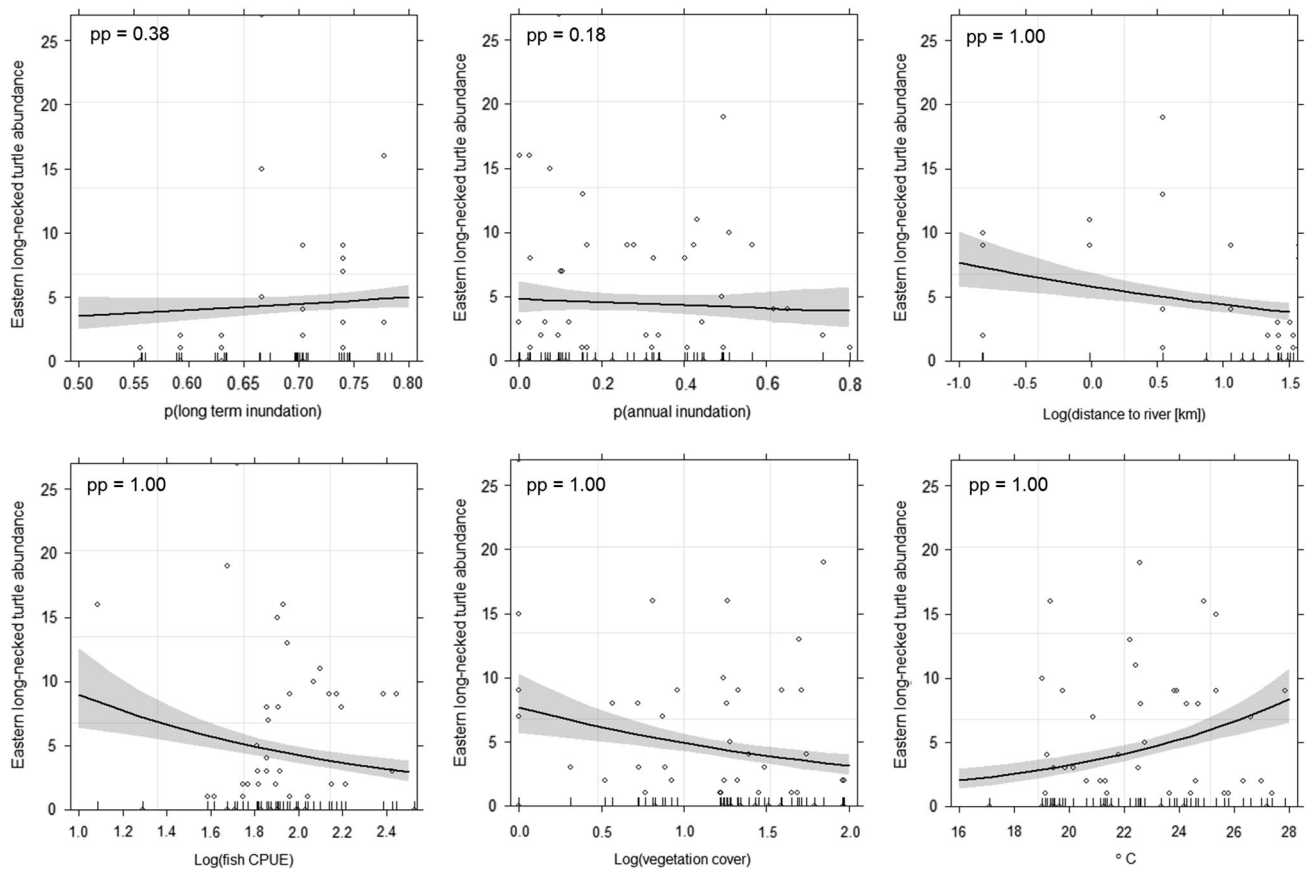 pp = 0.38
Eastern long-necked turtle abundance
25
20
15
10
5
0
0.50 0.55 0.60 0.65 0.70 0.75 0.80
p(long term inundation)
pp = 0.18
Eastern long-necked turtle abundance
25
20
15
10
5
0
0.0 0.2 0.4 0.6 0.8
p(annual inundation)
pp = 1.00
Eastern long-necked turtle abundance
25
20
15
10
5
0
-1.0 -0.5 0.0 0.5 1.0 1.5
Log(distance to river [km])
pp = 1.00
Eastern long-necked turtle abundance
25
20
15
10
5
0
1.0 1.2 1.4 1.6 1.8 2.0 2.2 2.4
Log(fish CPUE)
pp = 1.00
Eastern long-necked turtle abundance
25
20
15
10
5
0
0.0 0.5 1.0 1.5 2.0
Log(vegetation cover)
pp = 1.00
Eastern long-necked turtle abundance
25
20
15
10
5
0
16 18 20 22 24 26 28
° C